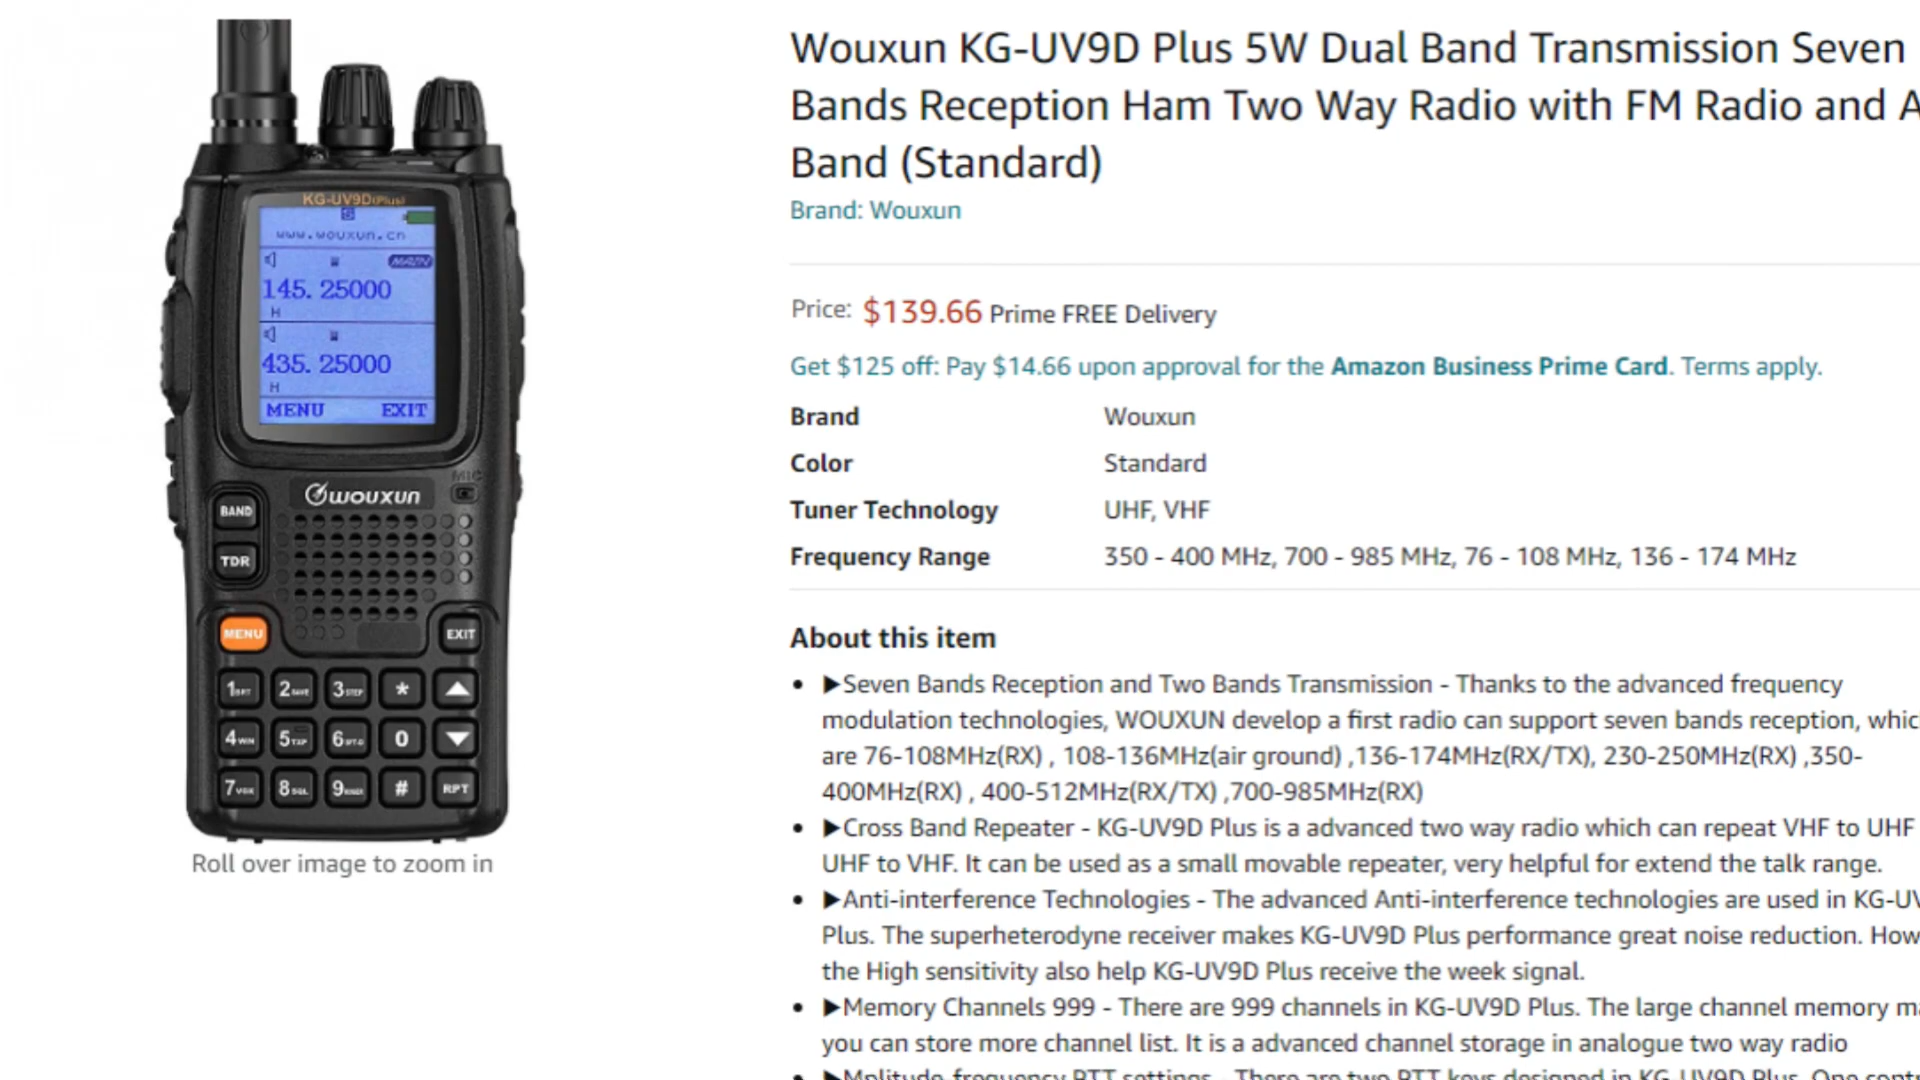 Wouxun KG-UV9D Plus 5W Dual Band Transmission Seven
Bands Reception Ham Two Way Radio with FM Radio and
Band (Standard)
Brand: Wouxun
Price: $139.66 Prime FREE Delivery
Get $125 off: Pay $14.66 upon approval for the Amazon Business Prime Card. Terms apply.
Brand Wouxun
Color Standard
Tuner Technology UHF, VHF
Frequency Range 350 - 400 MHz, 700 - 985 MHz, 76 - 108 MHz, 136 - 174 MHz
About this item
• ▶Seven Bands Reception and Two Bands Transmission - Thanks to the advanced frequency
modulation technologies, WOUXUN develop a first radio can support seven bands reception, whic
are 76-108MHz(RX) , 108-136MHz(air ground) ,136-174MHz(RX/TX), 230-250MHz(RX) ,350-
400MHz(RX) , 400-512MHz(RX/TX) ,700-985MHz(RX)
• ▶Cross Band Repeater - KG-UV9D Plus is a advanced two way radio which can repeat VHF to UHF
UHF to VHF. It can be used as a small movable repeater, very helpful for extend the talk range.
• ▶Anti-interference Technologies - The advanced Anti-interference technologies are used in KG-UV
Plus. The superheterodyne receiver makes KG-UV9D Plus performance great noise reduction. How
the High sensitivity also help KG-UV9D Plus receive the week signal.
• ▶Memory Channels 999 - There are 999 channels in KG-UV9D Plus. The large channel memory ma
you can store more channel list. It is a advanced channel storage in analogue two way radio
KG-UV9D(Plus)
www.wouxun.cn
MAIN
145. 25000
H
435. 25000
H
MENU EXIT
MIC
WOUXUN
BAND
TDR
MENU EXIT
1 2 SAVE 3 STEP *
4 5 6 0
7 VOX 8 SQL 9 # RPT
Roll over image to zoom in